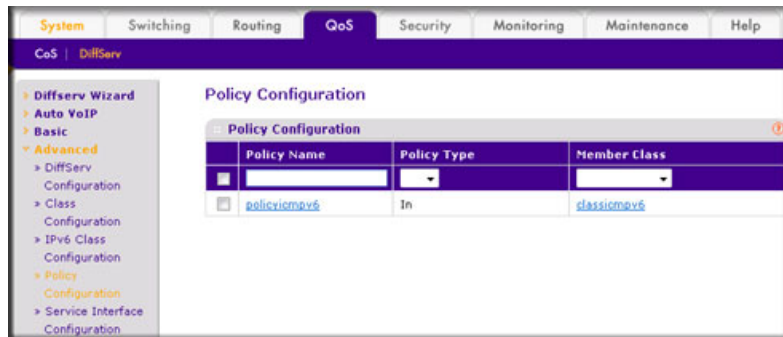 System Switching Routing QoS Security Monitoring Maintenance Help
CoS | DiffServ
Diffserv Wizard
Auto VoIP
Basic
Advanced
» DiffServ
Configuration
» Class
Configuration
» IPv6 Class
Configuration
» Policy
Configuration
» Service Interface
Configuration
Policy Configuration
Policy Configuration
Policy Name Policy Type Member Class
policyicmpv6 In classicmpv6